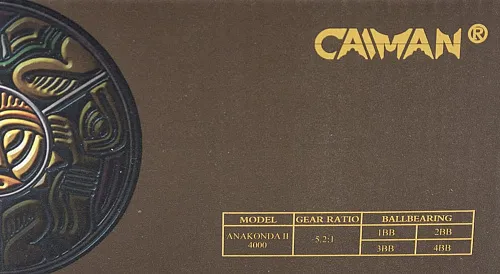 CAIMAN®
MODEL GEAR RATIO BALLBEARING
ANAKONDA II 4000 5.2:1 1BB 2BB
3BB 4BB